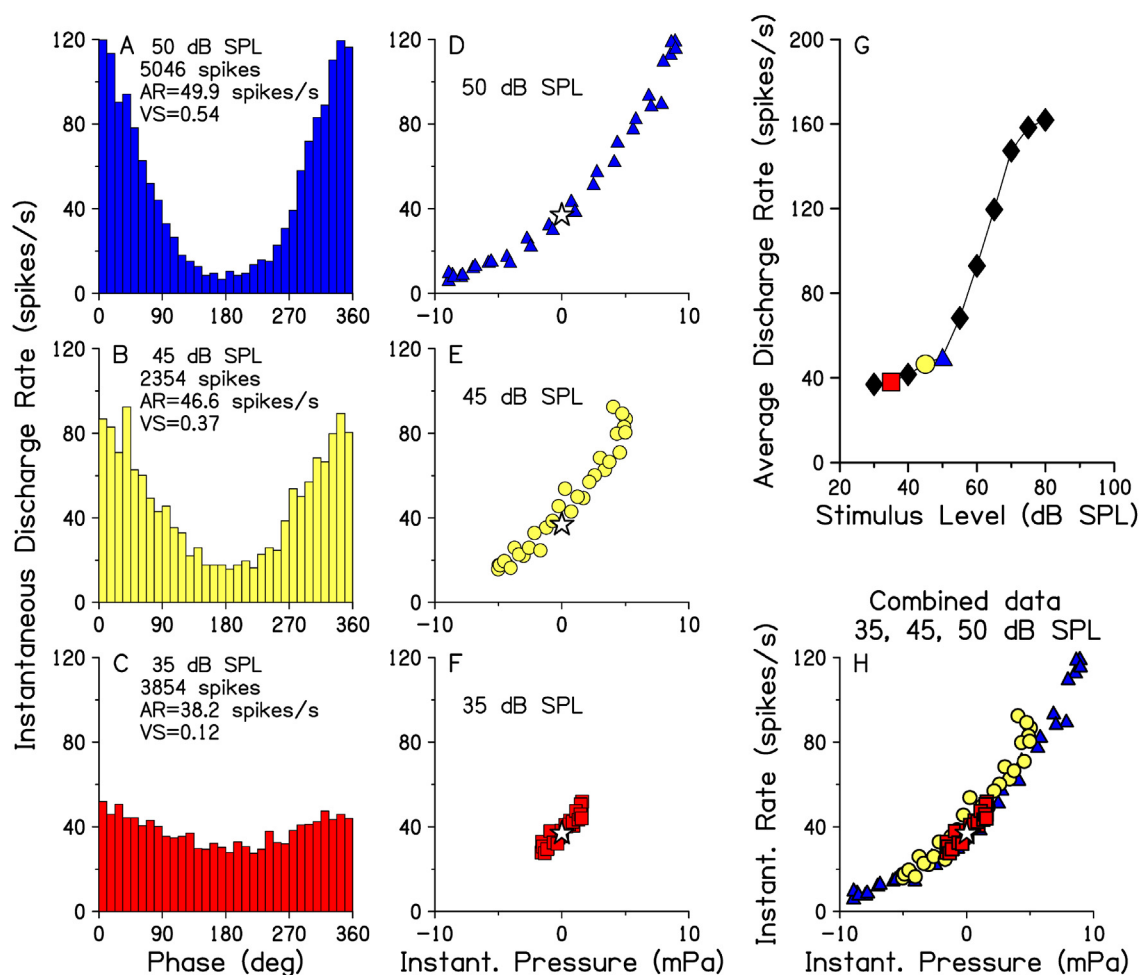 Instantaneous Discharge Rate (spikes/s)
120
80
40
0
A 50 dB SPL
5046 spikes
AR=49.9 spikes/s
VS=0.54
0 90 180 270 360
120
80
40
0
B 45 dB SPL
2354 spikes
AR=46.6 spikes/s
VS=0.37
0 90 180 270 360
120
80
40
0
C 35 dB SPL
3854 spikes
AR=38.2 spikes/s
VS=0.12
0 90 180 270 360
Phase (deg)
120
80
40
0
D
50 dB SPL
−10 0 10
120
80
40
0
E
45 dB SPL
−10 0 10
120
80
40
0
F
35 dB SPL
−10 0 10
Instant. Pressure (mPa)
Average Discharge Rate (spikes/s)
200
160
120
80
40
0
G
20 40 60 80 100
Stimulus Level (dB SPL)
Combined data
35, 45, 50 dB SPL
Instant. Rate (spikes/s)
120
80
40
0
H
−10 0 10
Instant. Pressure (mPa)